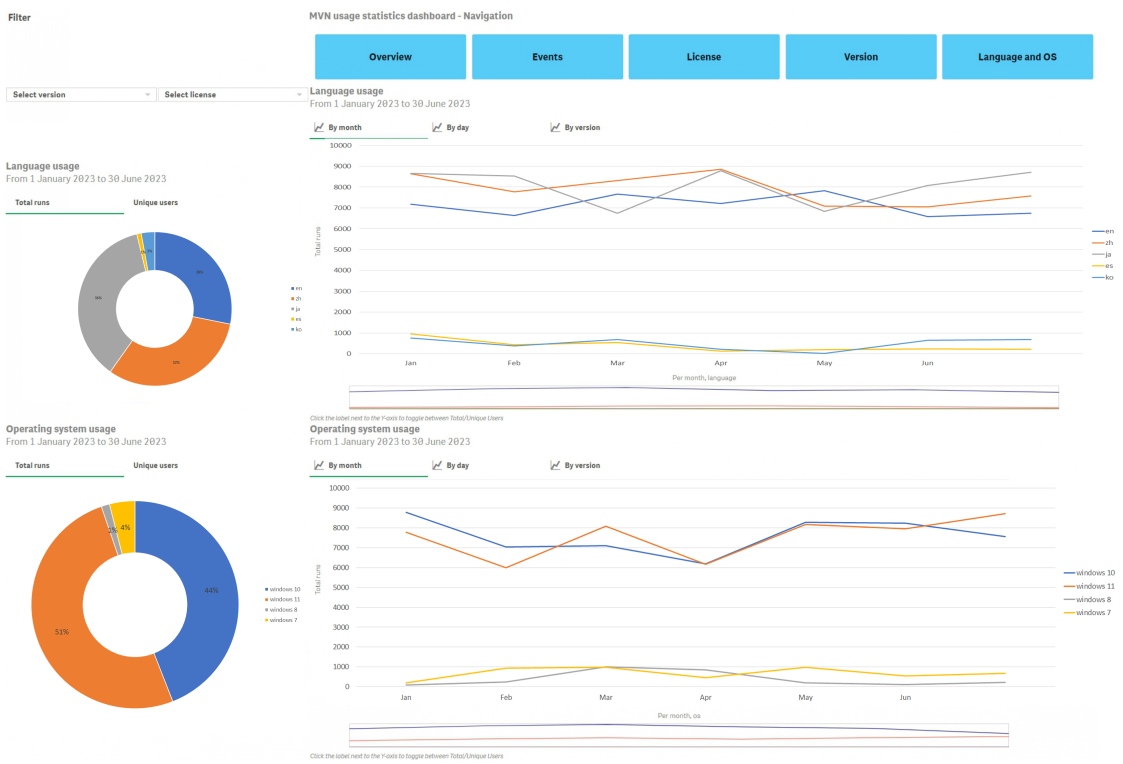 Filter
MVN usage statistics dashboard - Navigation
Overview
Events
License
Version
Language and OS
Select version
Select license
Language usage
From 1 January 2023 to 30 June 2023
By month
By day
By version
Language usage
From 1 January 2023 to 30 June 2023
Total runs
Unique users
en
zh
ja
es
ko
10000
9000
8000
7000
6000
5000
4000
3000
2000
1000
0
Total runs
Jan
Feb
Mar
Apr
May
Jun
en
zh
ja
es
ko
Per month, language
Click the label next to the Y-axis to toggle between Total/Unique Users
Operating system usage
From 1 January 2023 to 30 June 2023
Total runs
Unique users
4%
44%
51%
windows 10
windows 11
windows 8
windows 7
Operating system usage
From 1 January 2023 to 30 June 2023
By month
By day
By version
10000
9000
8000
7000
6000
5000
4000
3000
2000
1000
0
Total runs
Jan
Feb
Mar
Apr
May
Jun
windows 10
windows 11
windows 8
windows 7
Per month, os
Click the label next to the Y-axis to toggle between Total/Unique Users